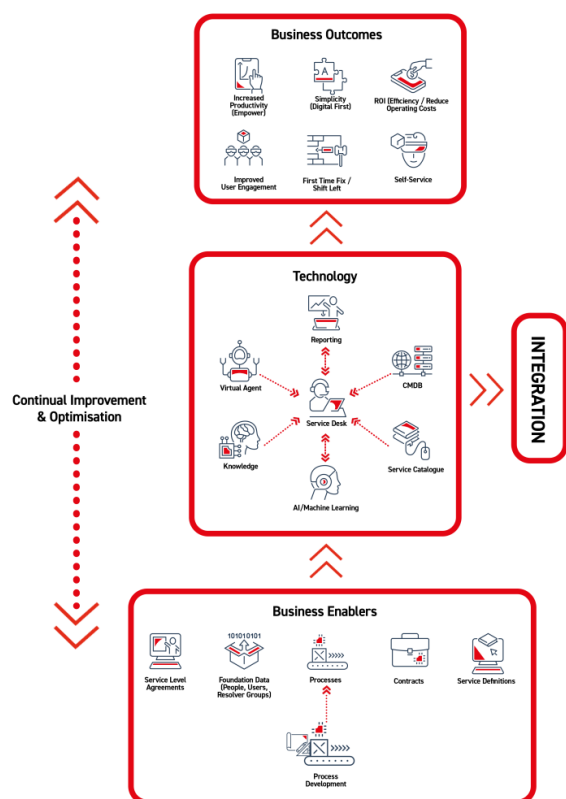 Business Outcomes
A
Increased
Productivity
(Empower)
Simplicity
(Digital First)
ROI (Efficiency / Reduce
Operating Costs
Improved
User Engagement
First Time Fix /
Shift Left
Self-Service
Technology
Reporting
Virtual Agent
CMDB
Service Desk
Knowledge
Service Catalogue
AI/Machine Learning
INTEGRATION
Continual Improvement
& Optimisation
Business Enablers
101010101
Service Level
Agreements
Foundation Data
(People, Users,
Resolver Groups)
Processes
Contracts
Service Definitions
Process
Development